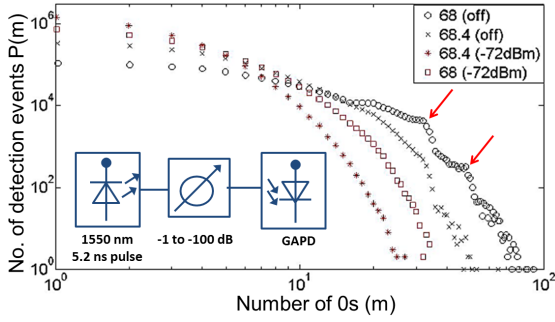 No. of detection events P(m)
10^6
10^4
10^2
10^0
68 (off)
68.4 (off)
68.4 (-72dBm)
68 (-72dBm)
1550 nm
5.2 ns pulse
-1 to -100 dB
GAPD
10^0
10^1
10^2
Number of 0s (m)